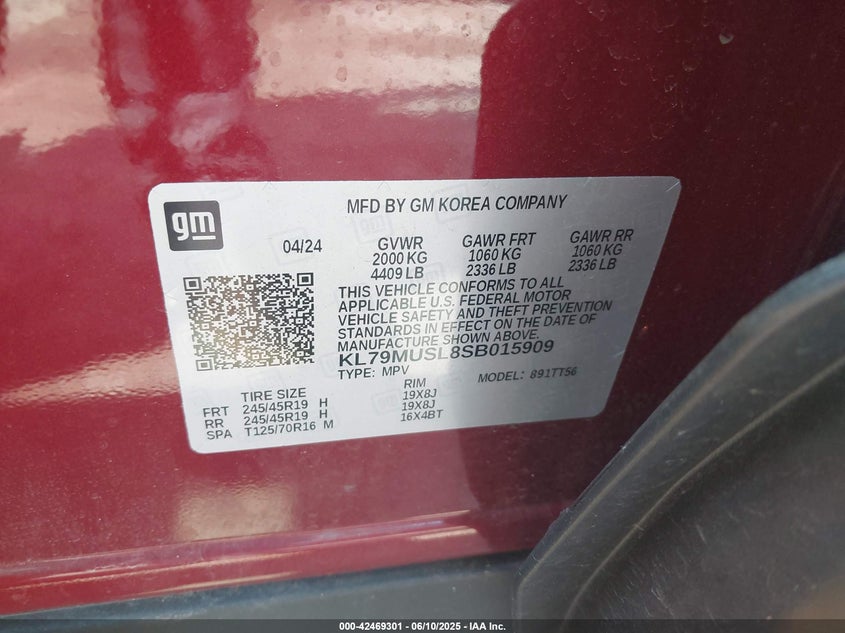 gm
MFD BY GM KOREA COMPANY
04/24 GVWR GAWR FRT GAWR RR
2000 KG 1060 KG 1060 KG
4409 LB 2336 LB 2336 LB
THIS VEHICLE CONFORMS TO ALL
APPLICABLE U.S. FEDERAL MOTOR
VEHICLE SAFETY AND THEFT PREVENTION
STANDARDS IN EFFECT ON THE DATE OF
MANUFACTURE SHOWN ABOVE.
KL79MUSL8SB015909
TYPE: MPV MODEL: 891TT56
TIRE SIZE RIM
FRT 245/45R19 H 19X8J
RR 245/45R19 H 19X8J
SPA T125/70R16 M 16X4BT
000-42469301 - 06/10/2025 - IAA Inc.